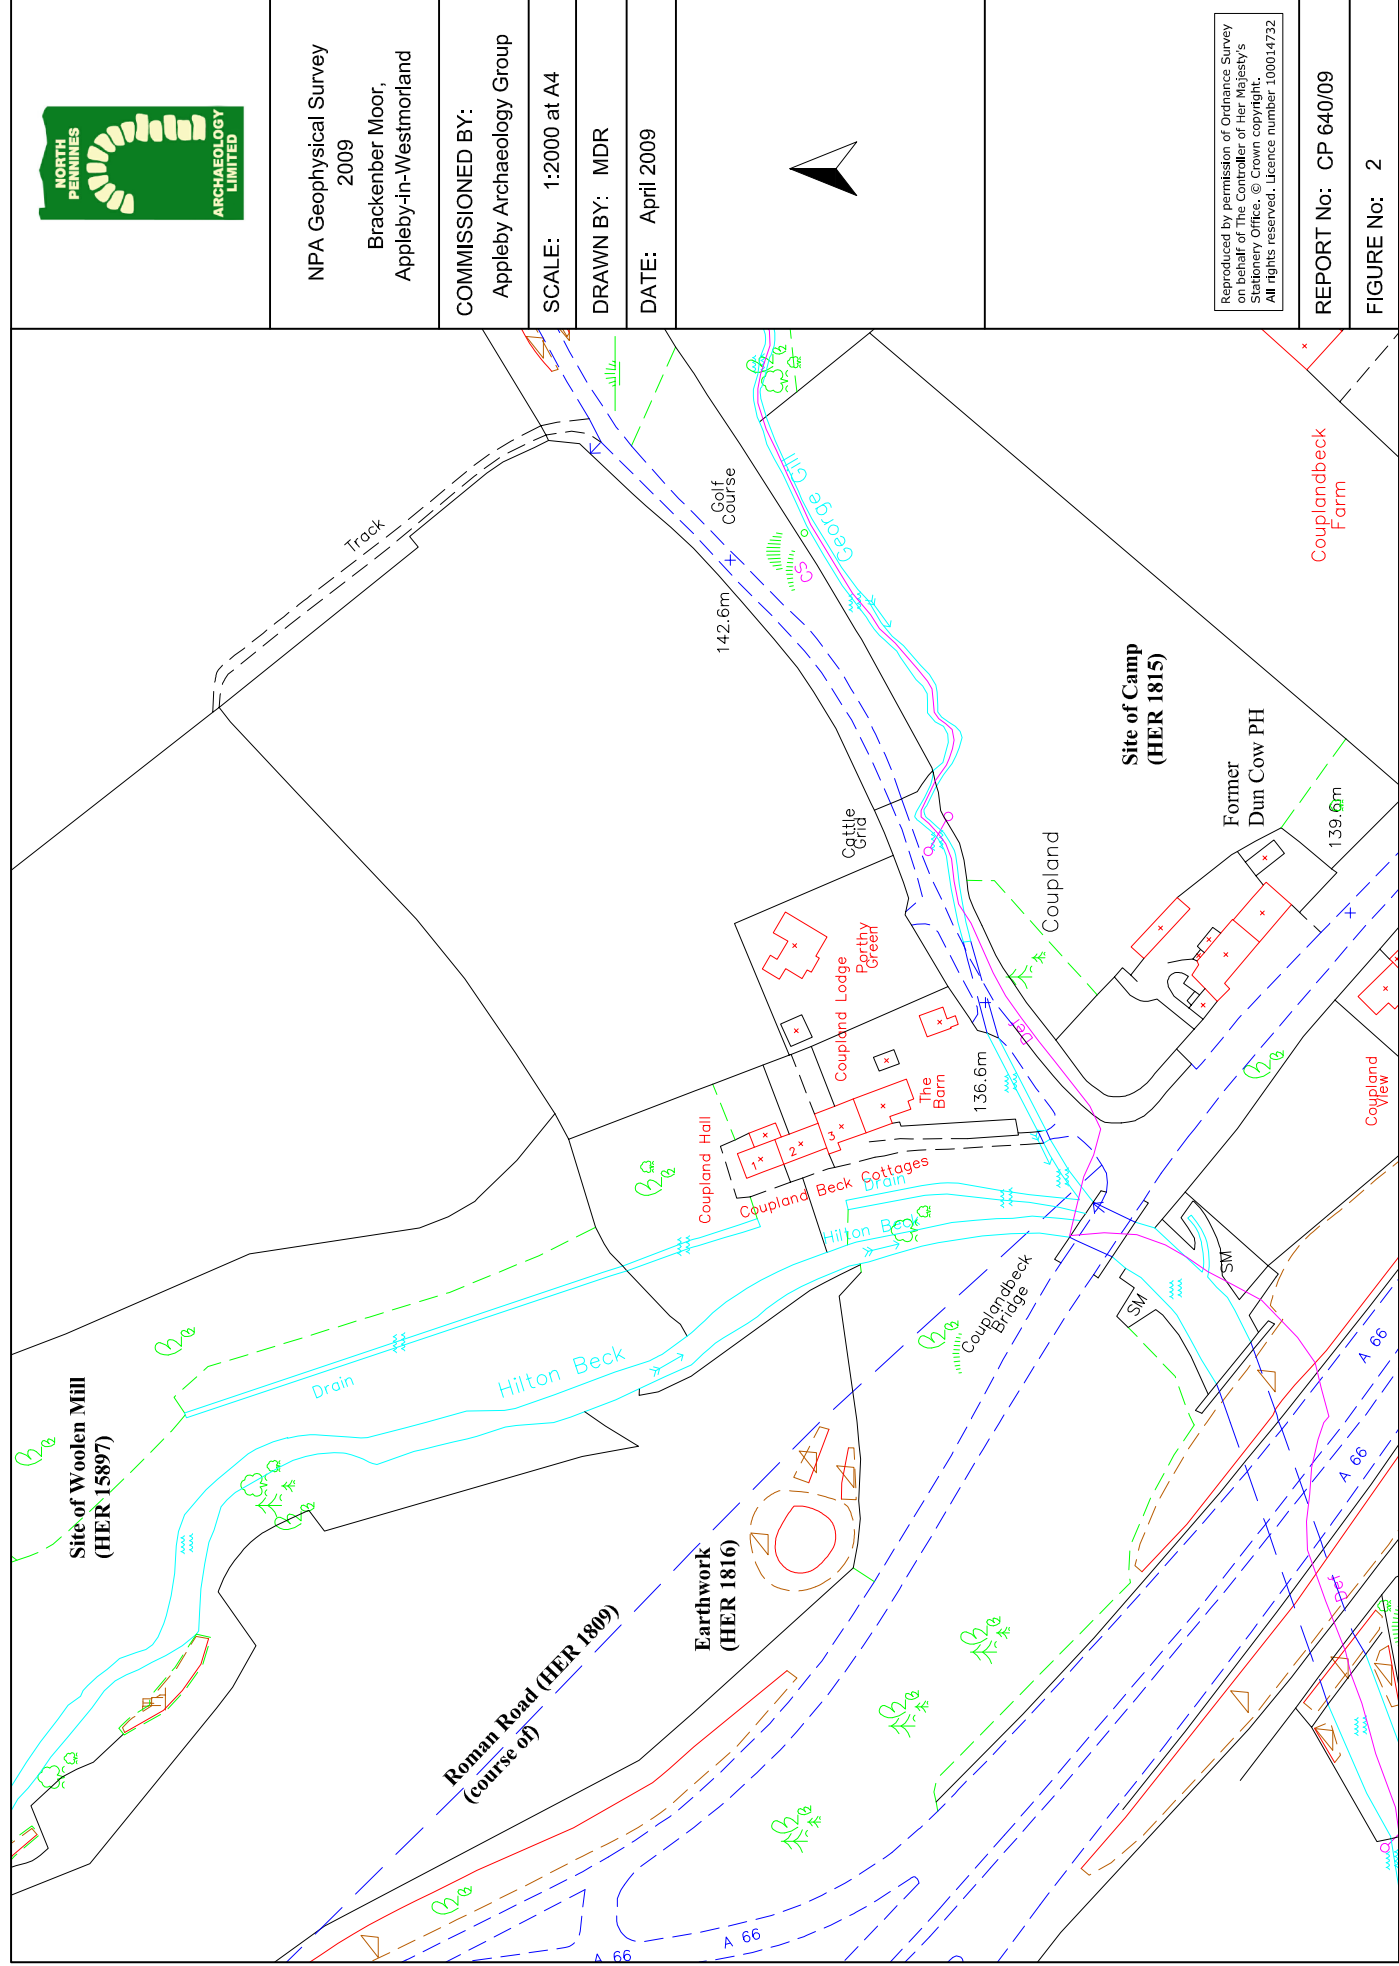 NORTH
PENNINES
ARCHAEOLOGY
LIMITED
NPA Geophysical Survey
2009
Brackenber Moor,
Appleby-in-Westmorland
COMMISSIONED BY:
Appleby Archaeology Group
SCALE: 1:2000 at A4
DRAWN BY: MDR
DATE: April 2009
Reproduced by permission of Ordnance Survey
on behalf of The Controller of Her Majesty's
Stationery Office. © Crown copyright.
All rights reserved. Licence number 100014732
REPORT No: CP 640/09
FIGURE No: 2
Site of Woolen Mill
(HER 15897)
Drain
Hilton Beck
Track
Roman Road (HER 1809)
(course of)
Earthwork
(HER 1816)
Coupland Hall
1
2
3
Coupland Beck Cottages
Drain
Hilton Beck
Coupland Lodge
Porthy
Green
The
Barn
Cattle
Grid
142.6m
Golf
Course
CS
George Gill
136.6m
Def
Coupland
Couplandbeck
Bridge
SM
SM
Site of Camp
(HER 1815)
Former
Dun Cow PH
139.6m
Couplandbeck
Farm
Coupland
View
A 66
A 66
A 66
A 66
Def